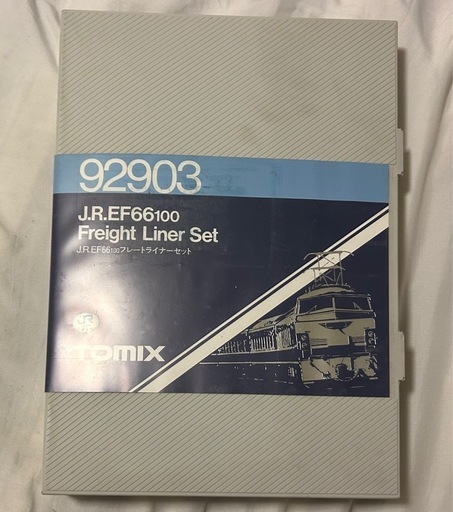 92903
J.R.EF66100
Freight Liner Set
J.R.EF66100フレートライナーセット
TOMIX